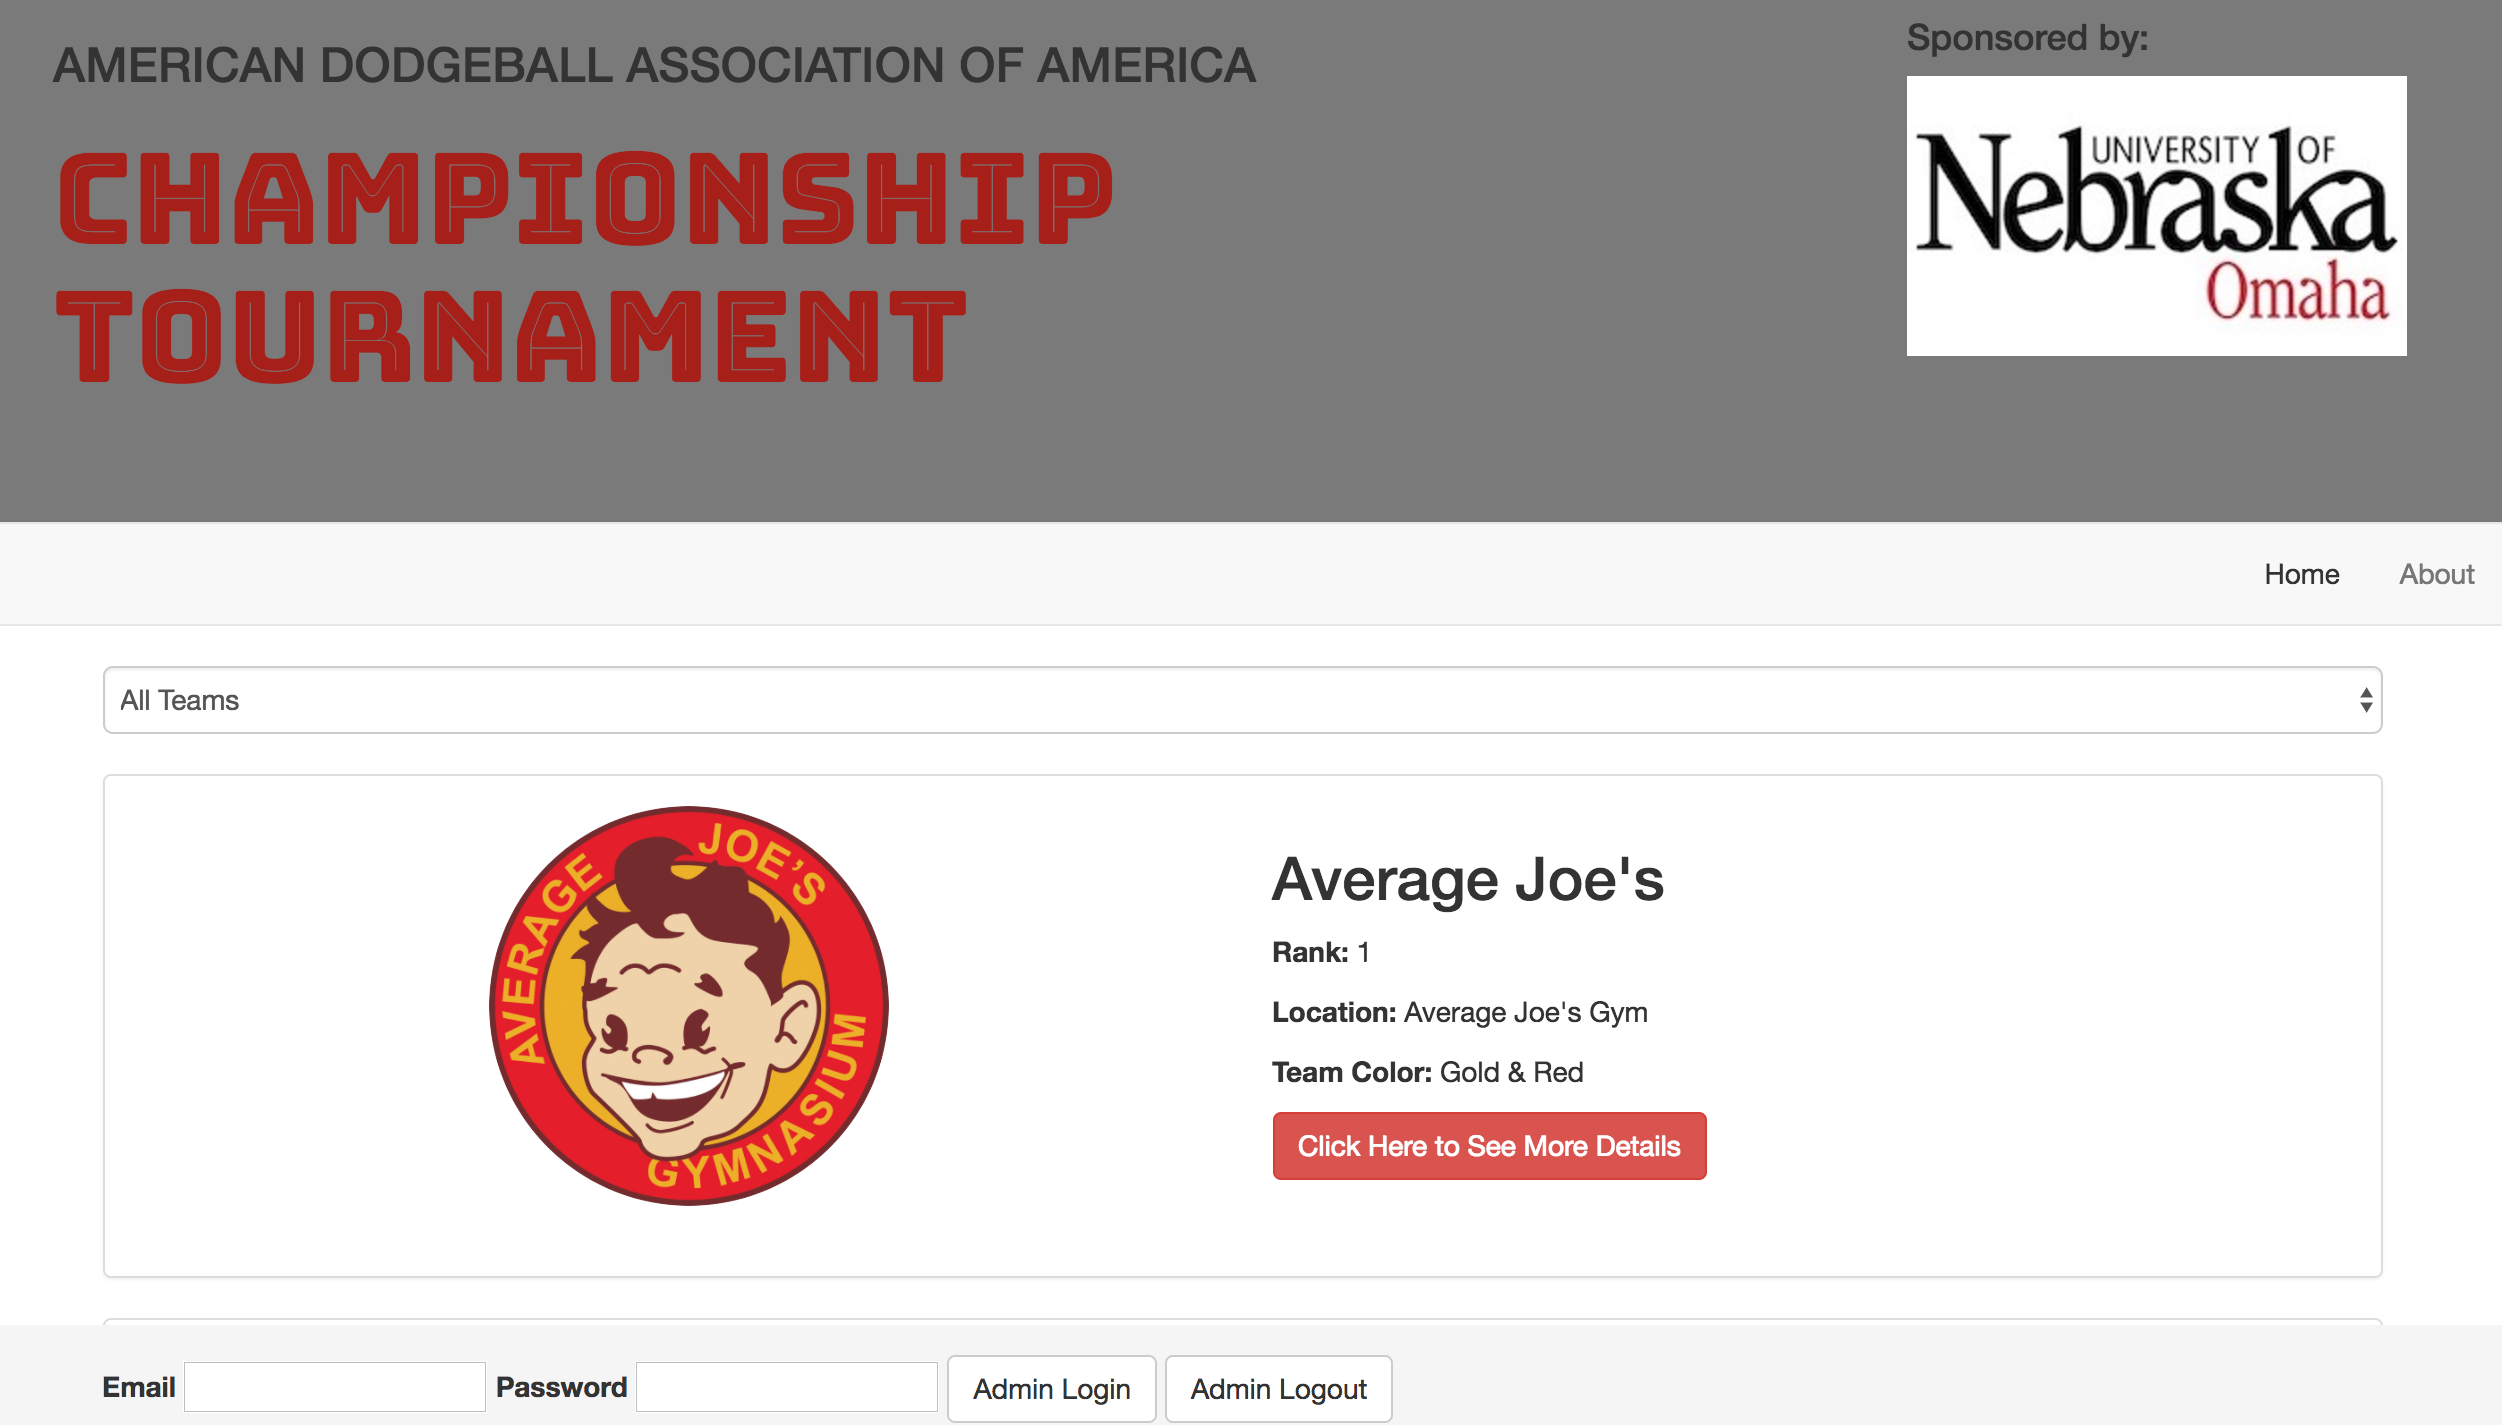 AMERICAN DODGEBALL ASSOCIATION OF AMERICA
CHAMPIONSHIP
TOURNAMENT
Sponsored by:
UNIVERSITY OF
Nebraska
Omaha
Home
About
All Teams
AVERAGE JOE'S
GYMNASIUM
Average Joe's
Rank: 1
Location: Average Joe's Gym
Team Color: Gold & Red
Click Here to See More Details
Email
Password
Admin Login
Admin Logout